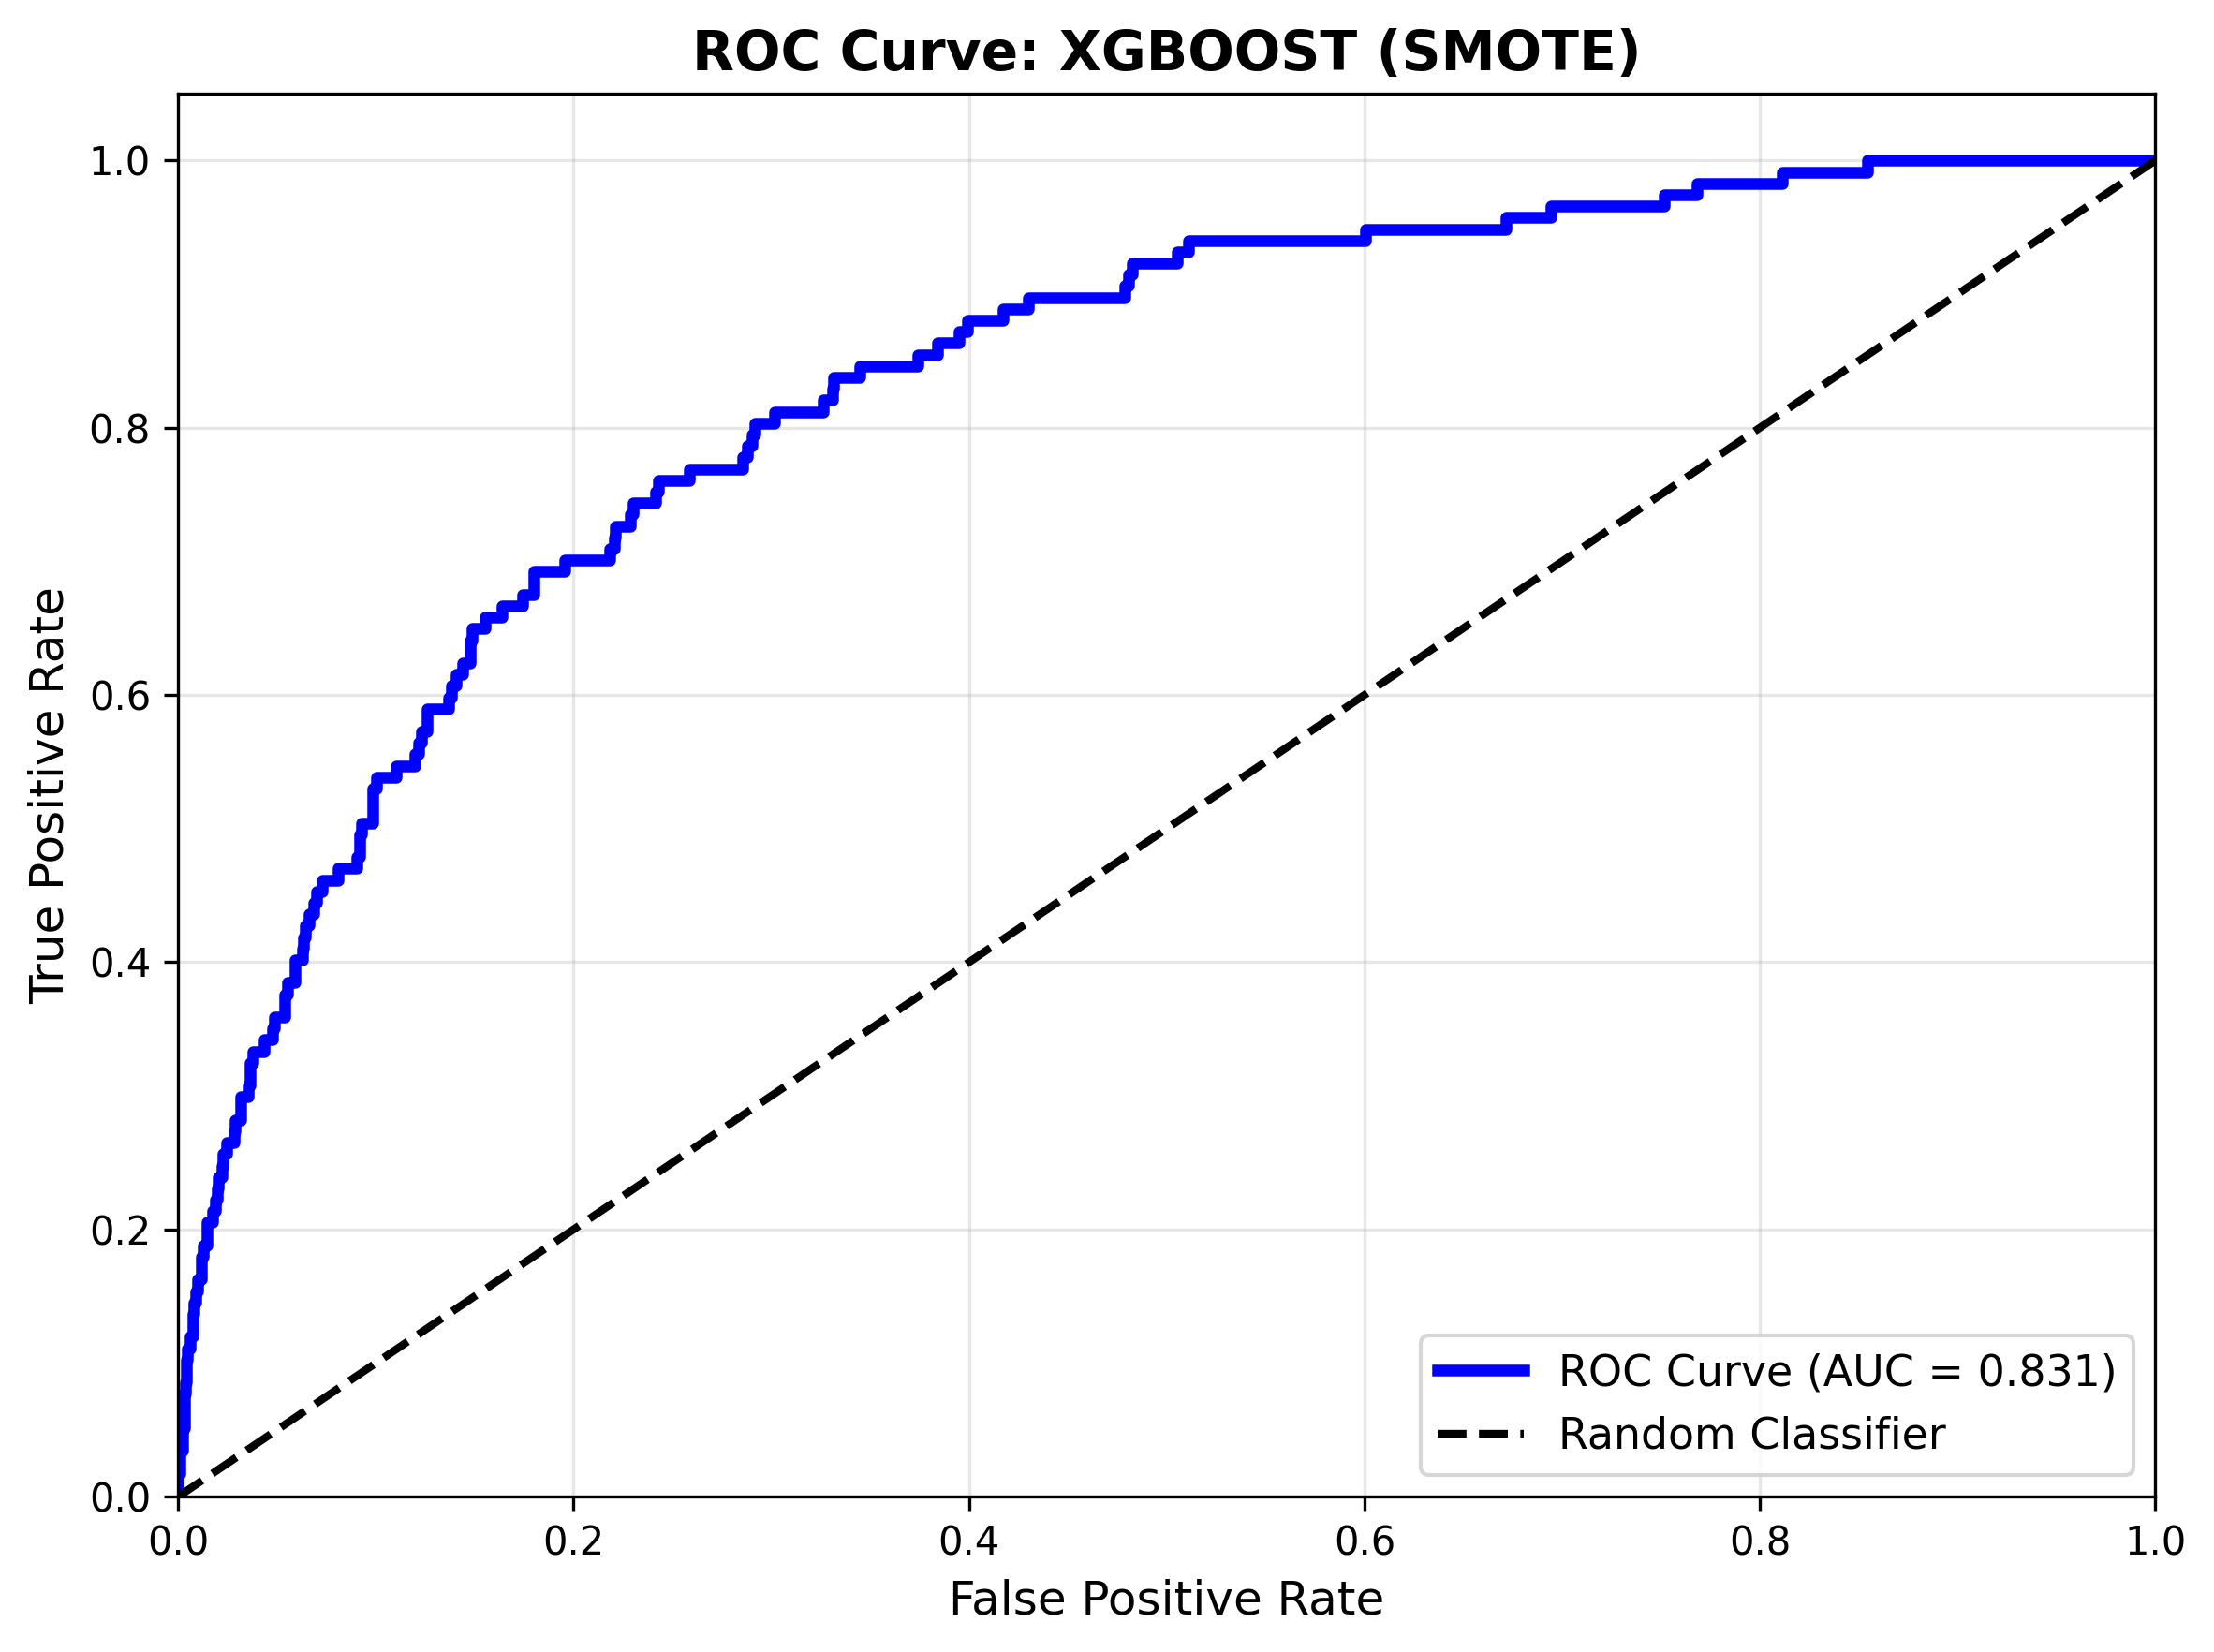 ROC Curve: XGBOOST (SMOTE)
True Positive Rate
1.0
0.8
0.6
0.4
0.2
0.0
0.0 0.2 0.4 0.6 0.8 1.0
False Positive Rate
ROC Curve (AUC = 0.831)
Random Classifier